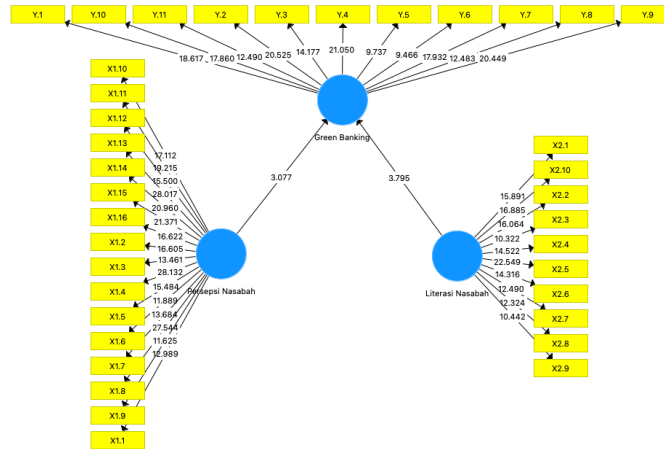 Y.1 Y.10 Y.11 Y.2 Y.3 Y.4 Y.5 Y.6 Y.7 Y.8 Y.9
18.617 17.860 12.490 20.525 14.177 21.050 9.737 9.466 17.932 12.483 20.449
Green Banking
3.077
3.795
X1.10
X1.11
X1.12
X1.13
X1.14
X1.15
X1.16
X1.2
X1.3
X1.4
X1.5
X1.6
X1.7
X1.8
X1.9
X1.1
17.112
19.215
15.500
28.017
20.960
21.371
16.622
16.605
13.461
28.132
15.484
11.889
13.684
27.544
11.625
12.989
Persepsi Nasabah
Literasi Nasabah
15.891
16.885
16.064
10.322
14.522
22.549
14.316
12.490
12.324
10.442
X2.1
X2.10
X2.2
X2.3
X2.4
X2.5
X2.6
X2.7
X2.8
X2.9